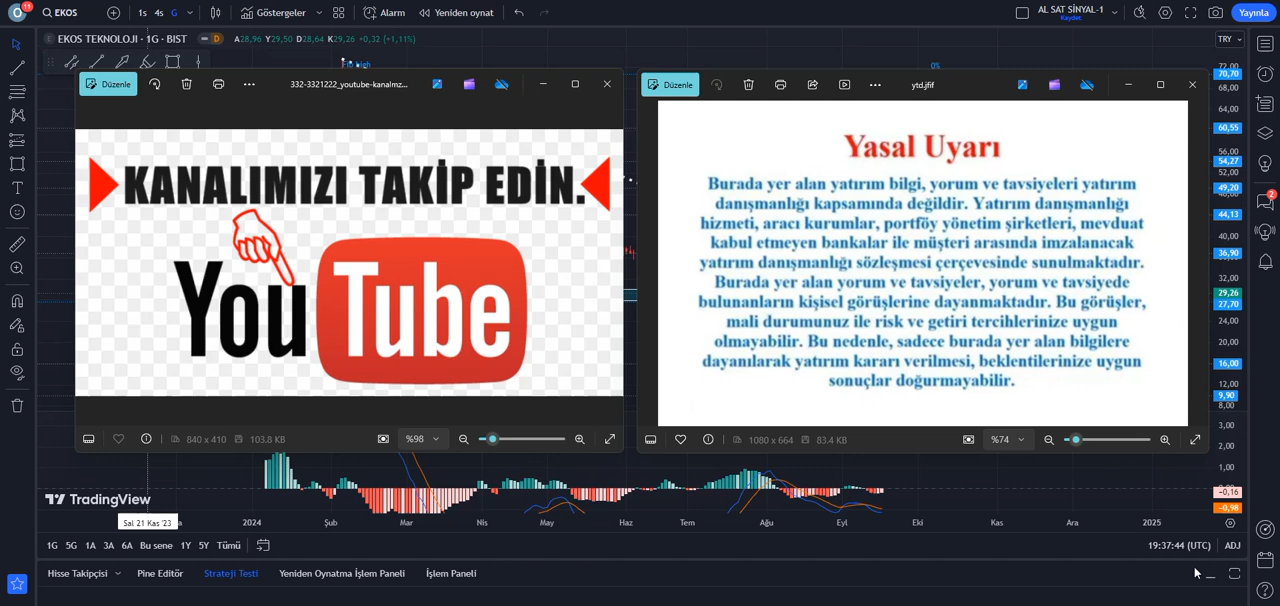 O 11 EKOS 1s 4s G Göstergeler Alarm Yeniden oynat AL SAT SİNYAL-1 Kaydet Yayınla
E EKOS TEKNOLOJI · 1G · BIST D A28,96 Y29,50 D28,64 K29,26 +0,32 (+1,11%) TRY
0%
Düzenle 332-3321222_youtube-kanalmz...
Düzenle ytd.jfif
KANALIMIZI TAKİP EDİN.
YouTube
Yasal Uyarı
Burada yer alan yatırım bilgi, yorum ve tavsiyeleri yatırım
danışmanlığı kapsamında değildir. Yatırım danışmanlığı
hizmeti, aracı kurumlar, portföy yönetim şirketleri, mevduat
kabul etmeyen bankalar ile müşteri arasında imzalanacak
yatırım danışmanlığı sözleşmesi çerçevesinde sunulmaktadır.
Burada yer alan yorum ve tavsiyeler, yorum ve tavsiyede
bulunanların kişisel görüşlerine dayanmaktadır. Bu görüşler,
mali durumunuz ile risk ve getiri tercihlerinize uygun
olmayabilir. Bu nedenle, sadece burada yer alan bilgilere
dayanılarak yatırım kararı verilmesi, beklentilerinize uygun
sonuçlar doğurmayabilir.
840 x 410 103.8 KB %98
1080 x 664 83.4 KB %74
72,00
70,70
68,00
64,00
60,55
56,00
54,27
52,00
49,20
44,13
40,00
36,90
32,00
29,26
27,70
24,00
20,00
16,00
12,00
9,90
8,00
3,00
2,00
1,00
-0,16
-0,98
2
TradingView
Sal 21 Kas '23
2024 Şub Mar Nis May Haz Tem Ağu Eyl Eki Kas Ara 2025
1G 5G 1A 3A 6A Bu sene 1Y 5Y Tümü 19:37:44 (UTC) ADJ
Hisse Takipçisi Pine Editör Strateji Testi Yeniden Oynatma İşlem Paneli İşlem Paneli